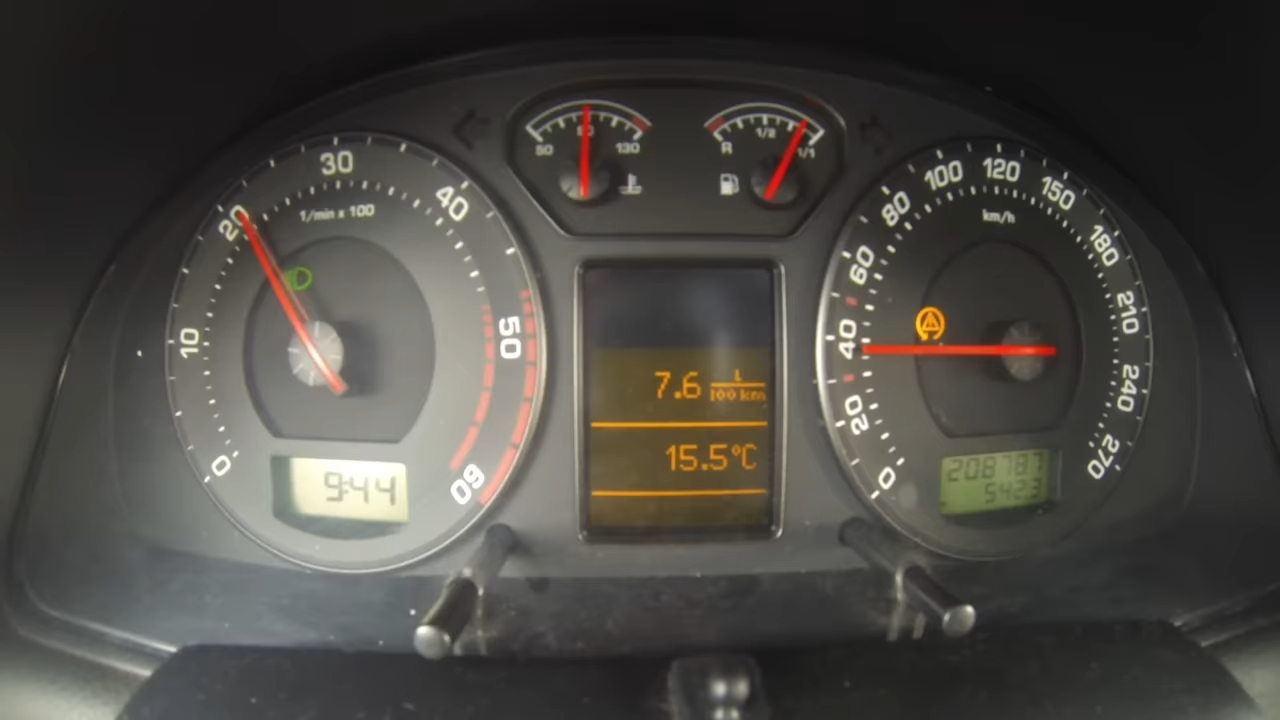 50 90 130
R 1/2 1/1
0 10 20 30 40 50 60
1/min x 100
9:44
7.6 L/100 km
15.5°C
0 20 40 60 80 100 120 150 180 210 240 270
km/h
208787
542.3